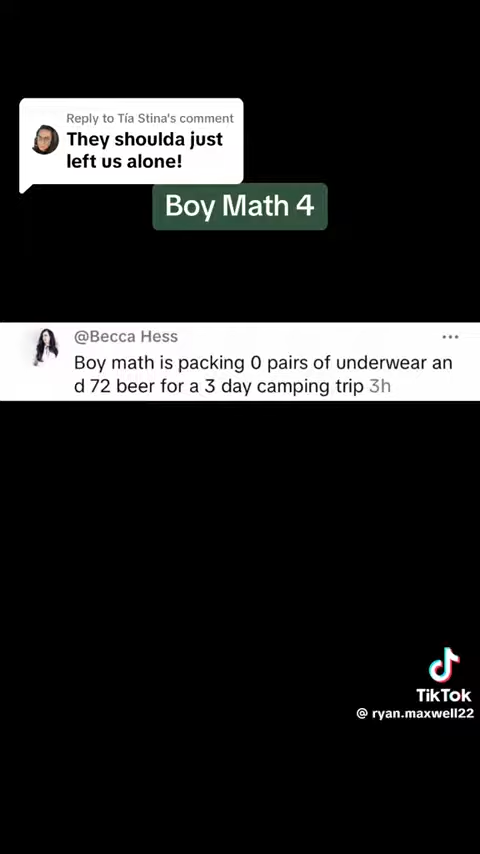 Reply to Tía Stina's comment
They shoulda just
left us alone!
Boy Math 4
@Becca Hess
Boy math is packing 0 pairs of underwear an
d 72 beer for a 3 day camping trip 3h
TikTok
@ ryan.maxwell22